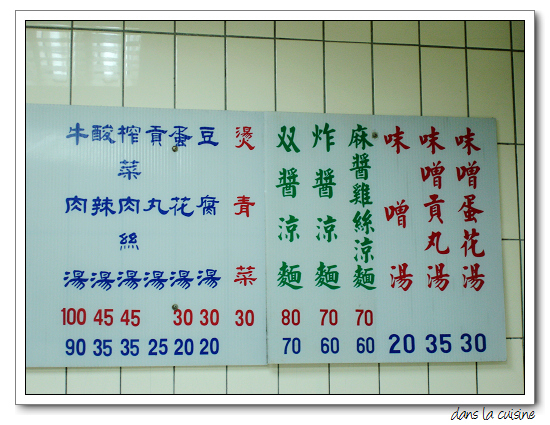 味噌蛋花湯
味噌貢丸湯
味噌湯
麻醬雞絲涼麵
炸醬涼麵
双醬涼麵
燙青菜
豆腐湯
蛋花湯
貢丸湯
榨菜肉絲湯
酸辣湯
牛肉湯
100 45 45 30 30 30 80 70 70
90 35 35 25 20 20 70 60 60 20 35 30
dans la cuisine